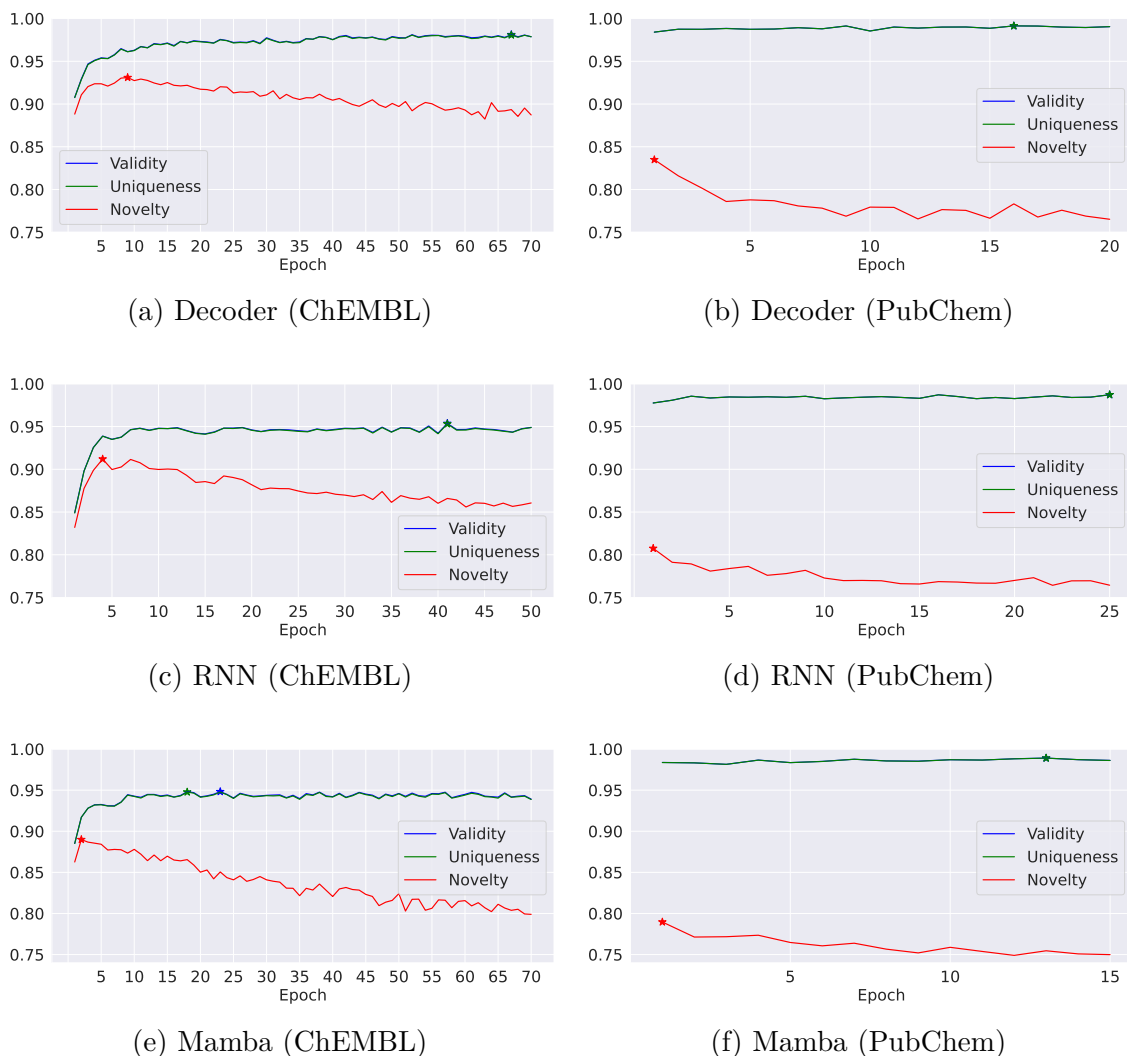 1.00
0.95
0.90
0.85
0.80
0.75
Validity
Uniqueness
Novelty
5 10 15 20 25 30 35 40 45 50 55 60 65 70
Epoch
(a) Decoder (ChEMBL)
1.00
0.95
0.90
0.85
0.80
0.75
Validity
Uniqueness
Novelty
5 10 15 20
Epoch
(b) Decoder (PubChem)
1.00
0.95
0.90
0.85
0.80
0.75
Validity
Uniqueness
Novelty
5 10 15 20 25 30 35 40 45 50
Epoch
(c) RNN (ChEMBL)
1.00
0.95
0.90
0.85
0.80
0.75
Validity
Uniqueness
Novelty
5 10 15 20 25
Epoch
(d) RNN (PubChem)
1.00
0.95
0.90
0.85
0.80
0.75
Validity
Uniqueness
Novelty
5 10 15 20 25 30 35 40 45 50 55 60 65 70
Epoch
(e) Mamba (ChEMBL)
1.00
0.95
0.90
0.85
0.80
0.75
Validity
Uniqueness
Novelty
5 10 15
Epoch
(f) Mamba (PubChem)